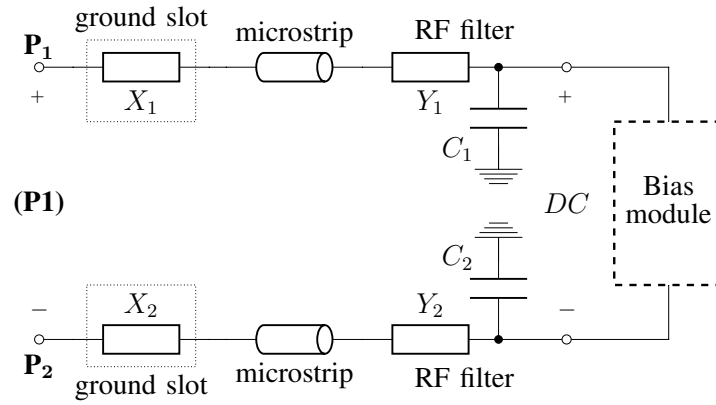 ground slot
microstrip
RF filter
P₁
+
X₁
Y₁
+
C₁
(P1)
DC
Bias
module
C₂
−
X₂
Y₂
−
P₂
ground slot
microstrip
RF filter